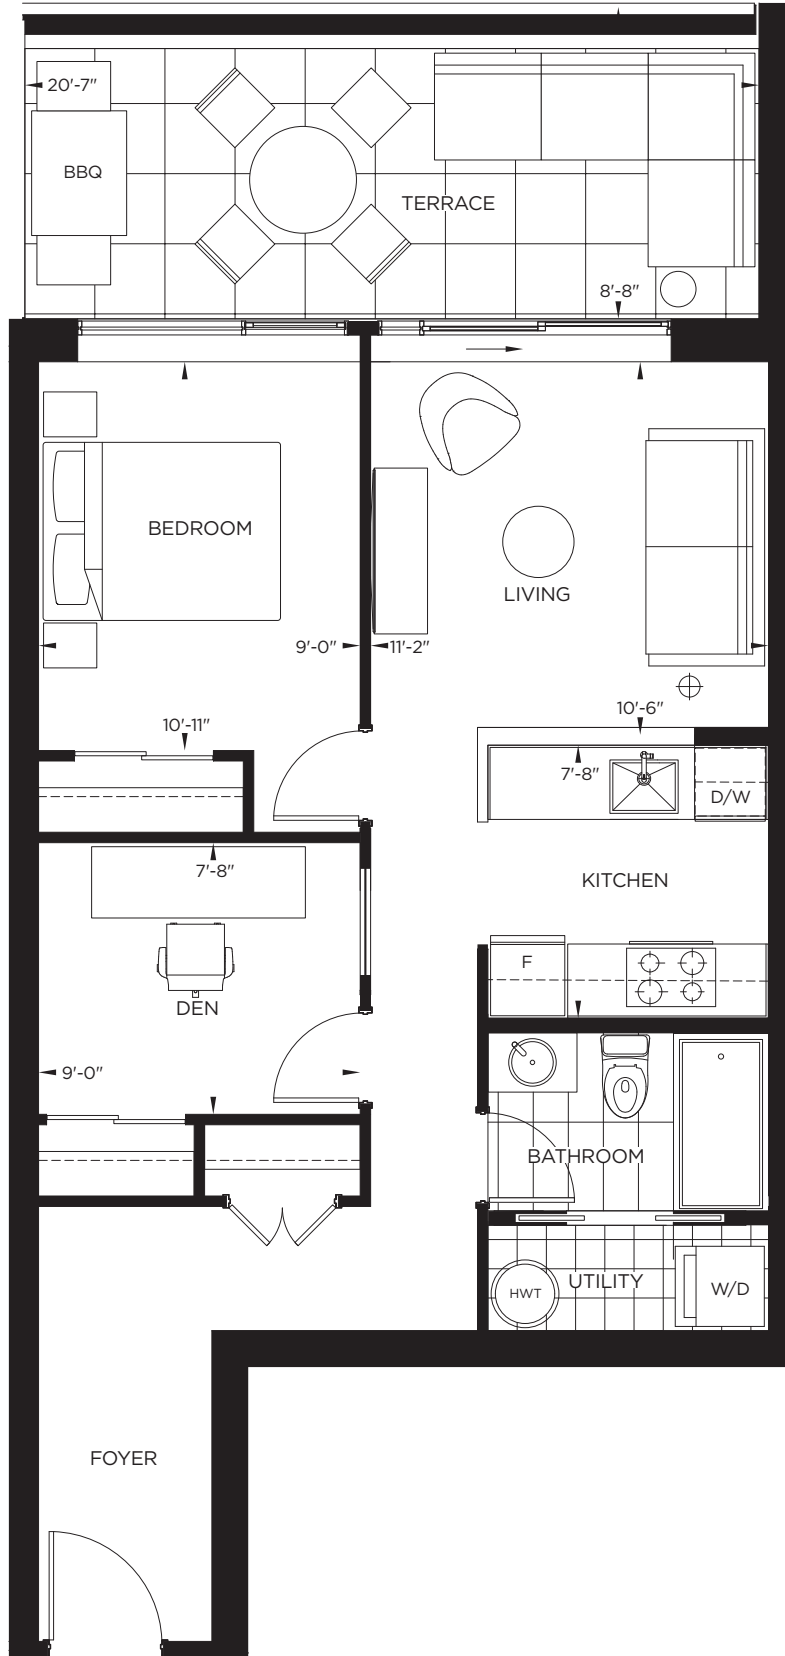 20'-7"
BBQ
TERRACE
8'-8"
BEDROOM
LIVING
9'-0"
11'-2"
10'-11"
10'-6"
7'-8"
D/W
7'-8"
KITCHEN
F
DEN
9'-0"
BATHROOM
UTILITY
HWT
W/D
FOYER